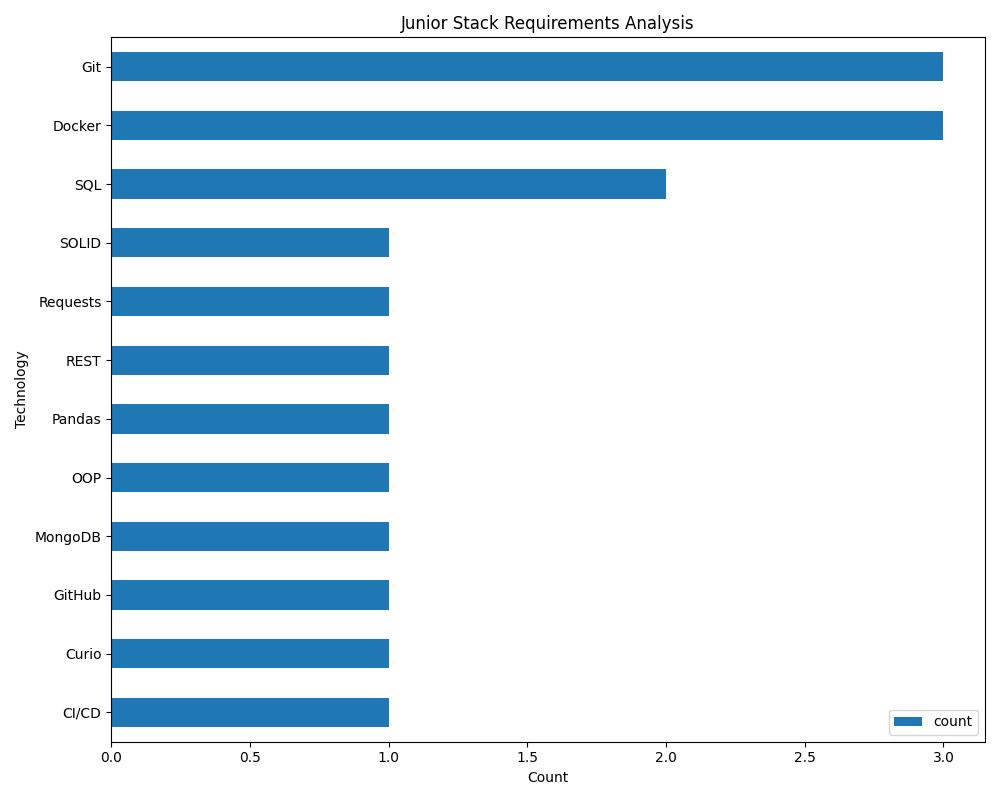 Junior Stack Requirements Analysis
Git
Docker
SQL
SOLID
Requests
REST
Pandas
OOP
MongoDB
GitHub
Curio
CI/CD
Technology
count
0.0 0.5 1.0 1.5 2.0 2.5 3.0
Count